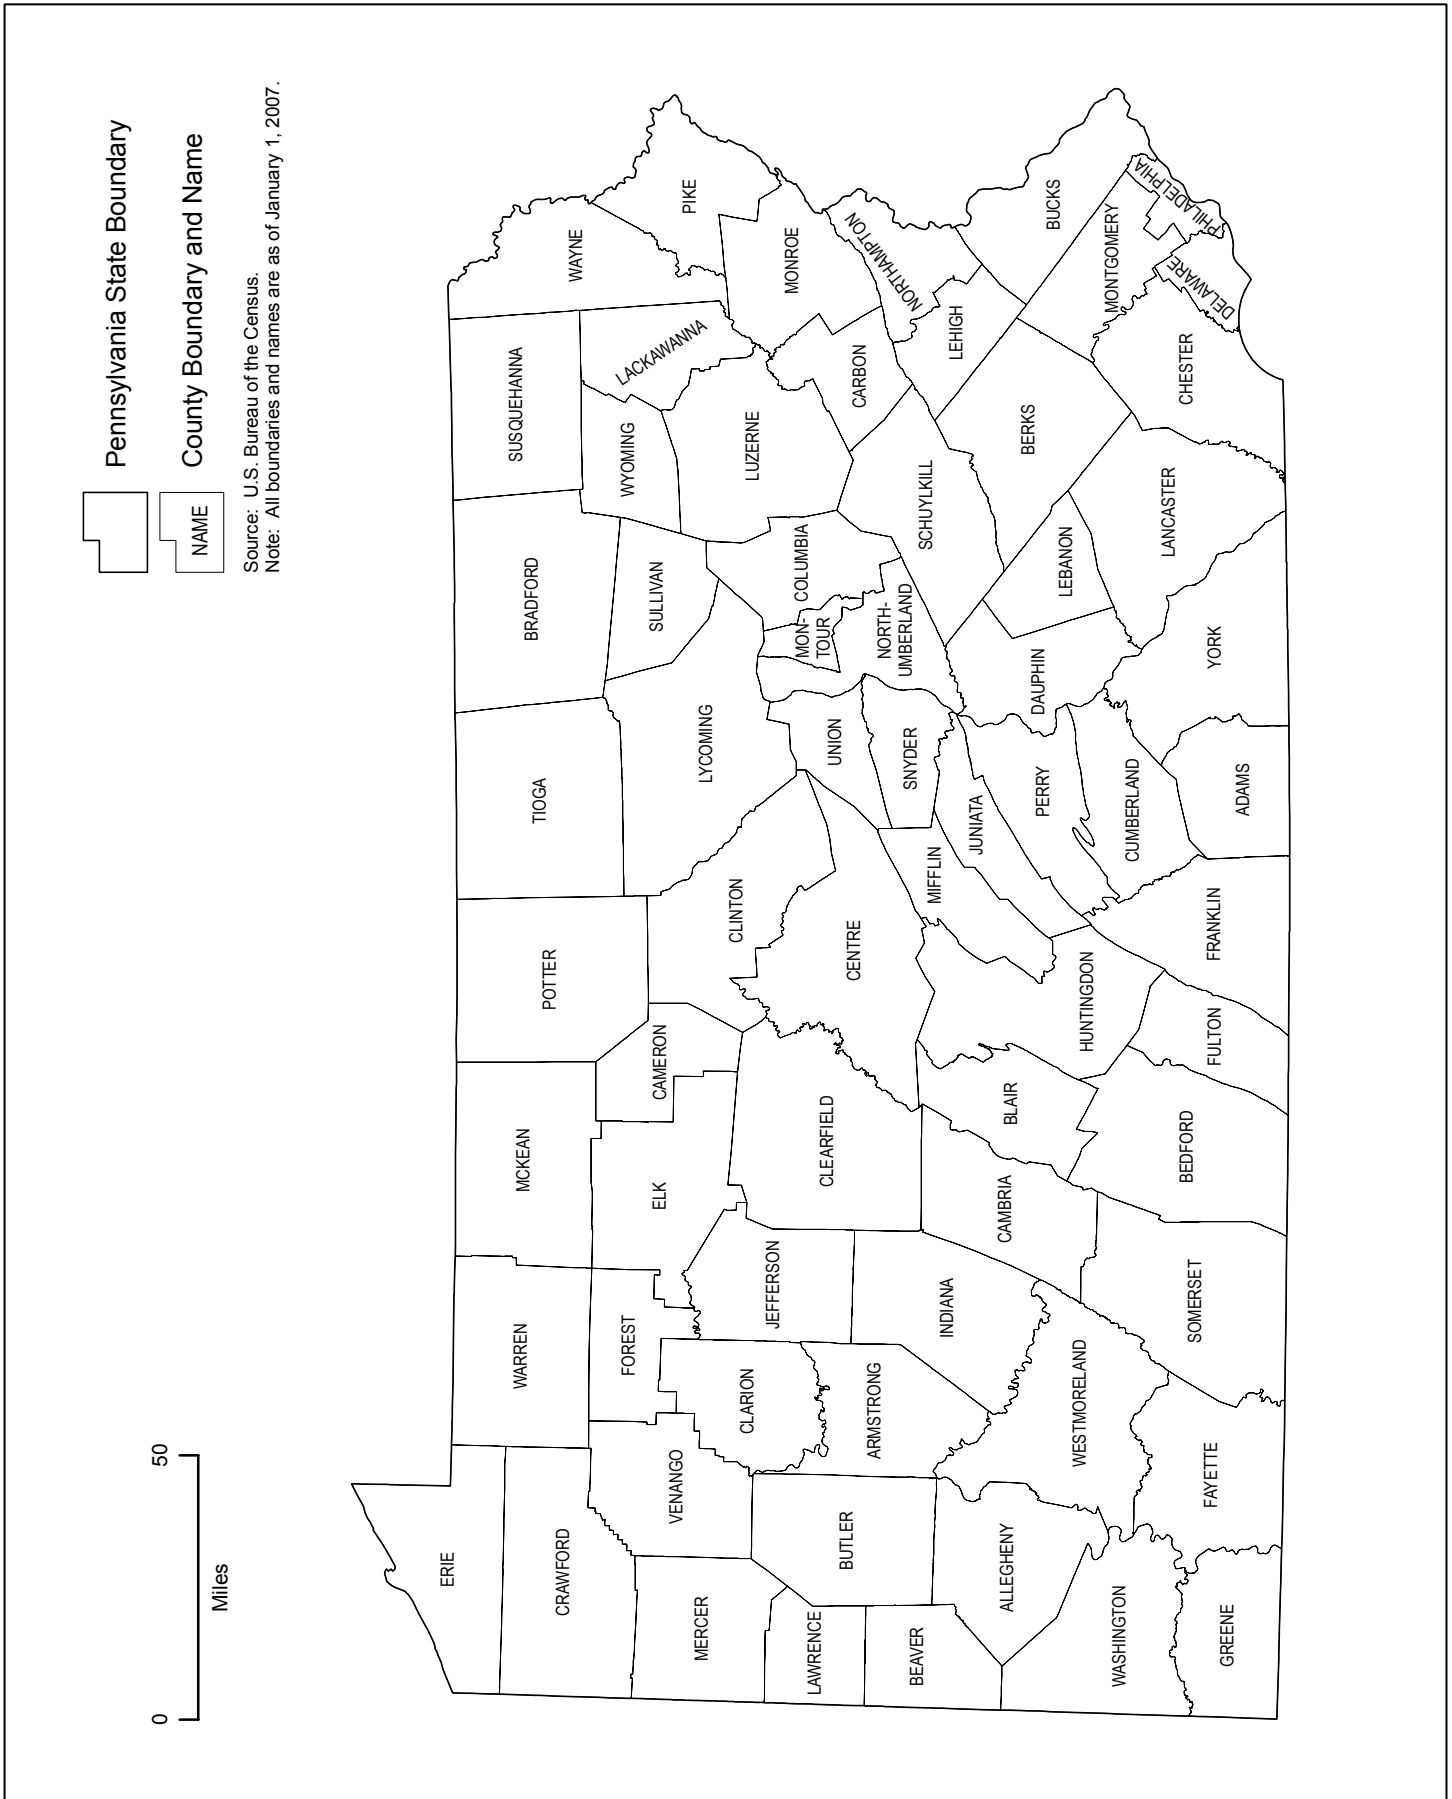 ERIE
CRAWFORD
WARREN
MCKEAN
POTTER
TIOGA
BRADFORD
SUSQUEHANNA
WAYNE
WYOMING
LACKAWANNA
PIKE
MERCER
VENANGO
FOREST
ELK
CAMERON
CLINTON
LYCOMING
SULLIVAN
LUZERNE
MONROE
LAWRENCE
BUTLER
CLARION
JEFFERSON
CLEARFIELD
CENTRE
UNION
MON-
TOUR
COLUMBIA
CARBON
NORTHAMPTON
BEAVER
ARMSTRONG
INDIANA
MIFFLIN
SNYDER
NORTH-
UMBERLAND
SCHUYLKILL
LEHIGH
ALLEGHENY
WESTMORELAND
CAMBRIA
BLAIR
HUNTINGDON
JUNIATA
PERRY
DAUPHIN
LEBANON
BERKS
BUCKS
MONTGOMERY
WASHINGTON
GREENE
FAYETTE
SOMERSET
BEDFORD
FULTON
FRANKLIN
CUMBERLAND
ADAMS
YORK
LANCASTER
CHESTER
DELAWARE
PHILADELPHIA
0 50
Miles
Pennsylvania State Boundary
NAME County Boundary and Name
Source: U.S. Bureau of the Census.
Note: All boundaries and names are as of January 1, 2007.